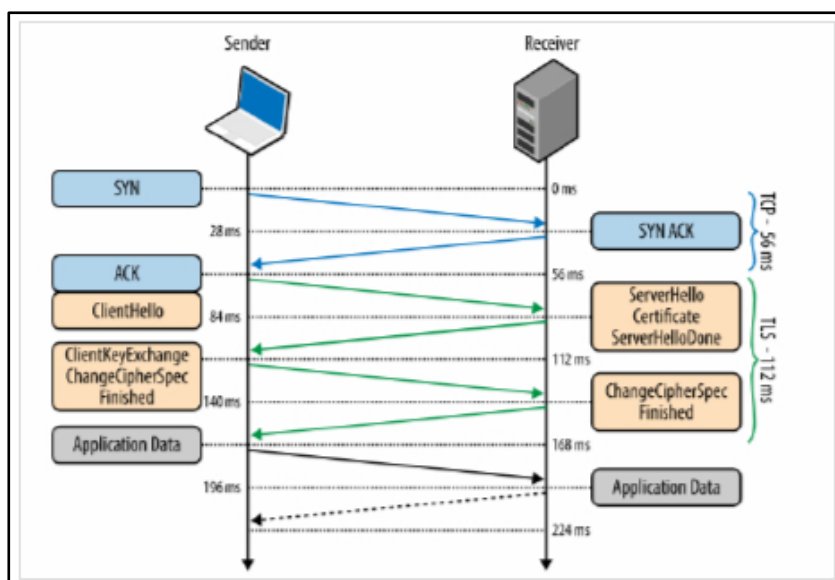 Sender
Receiver
SYN
0 ms
28 ms
SYN ACK
TCP - 56 ms
ACK
56 ms
ClientHello
84 ms
ServerHello
Certificate
ServerHelloDone
ClientKeyExchange
ChangeCipherSpec
Finished
112 ms
TLS - 112 ms
140 ms
ChangeCipherSpec
Finished
Application Data
168 ms
196 ms
Application Data
224 ms